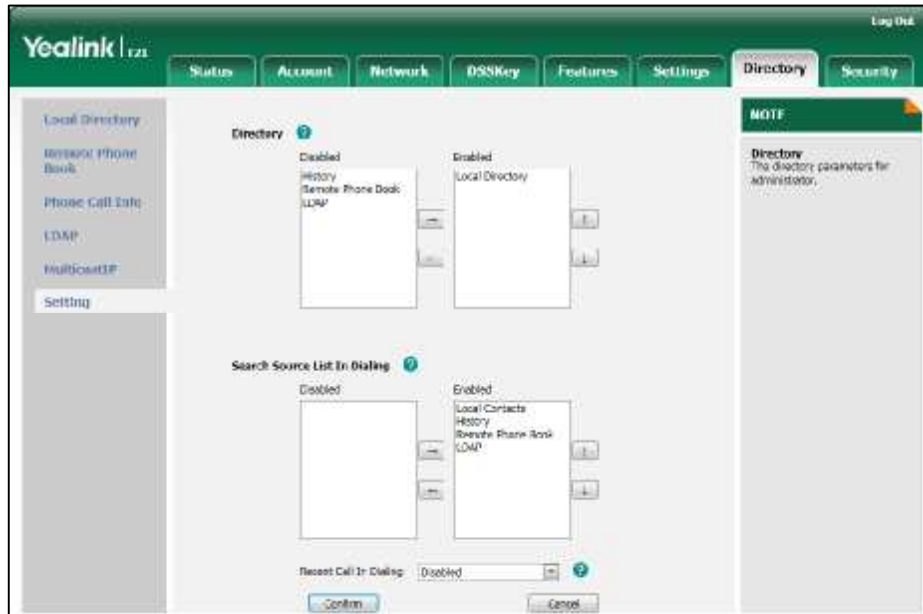 Log Out
Yealink
Status Account Network DSSKey Features Settings Directory Security
Local Directory
Remote Phone
Book
Phone Call Info
LDAP
MulticastIP
Setting
Directory ?
Disabled Enabled
History
Remote Phone Book
LDAP
Local Directory
→ ↑
← ↓
Search Source List In Dialing ?
Disabled Enabled
Local Contacts
History
Remote Phone Book
LDAP
→ ↑
← ↓
Recent Call In Dialing Disabled ?
Confirm Cancel
NOTE
Directory
The directory parameters for
administrator.